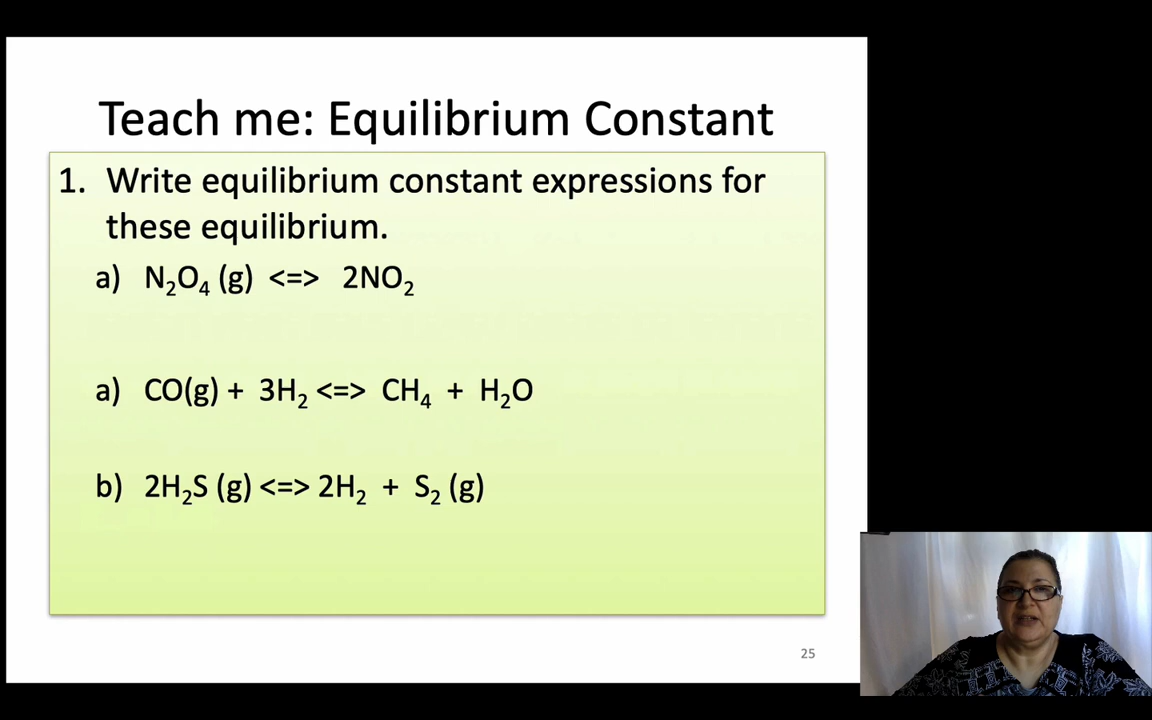 Teach me: Equilibrium Constant
1. Write equilibrium constant expressions for
these equilibrium.
a) N₂O₄ (g) <=> 2NO₂
a) CO(g) + 3H₂ <=> CH₄ + H₂O
b) 2H₂S (g) <=> 2H₂ + S₂ (g)
25